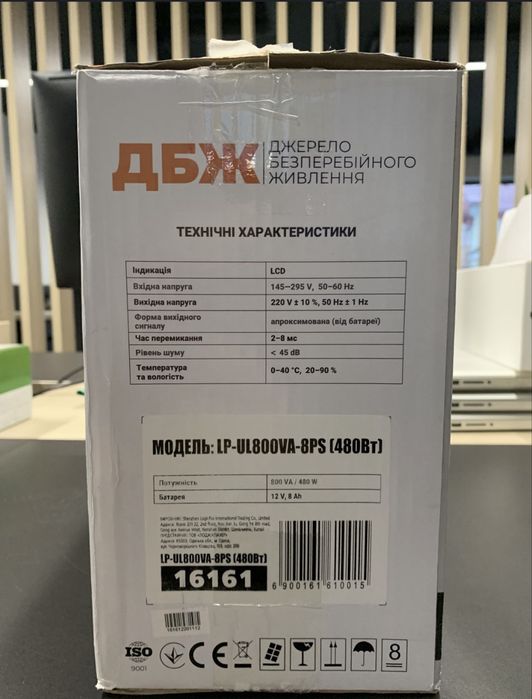 ДБЖ
ДЖЕРЕЛО
БЕЗПЕРЕБІЙНОГО
ЖИВЛЕННЯ
ТЕХНІЧНІ ХАРАКТЕРИСТИКИ
Індикація LCD
Вхідна напруга 145—295 V, 50–60 Hz
Вихідна напруга 220 V ± 10 %, 50 Hz ± 1 Hz
Форма вихідного
сигналу апроксимована (від батареї)
Час перемикання 2–8 мс
Рівень шуму < 45 dB
Температура
та вологість 0–40 °C, 20–90 %
МОДЕЛЬ: LP-UL800VA-8PS (480Вт)
Потужність 800 VA / 480 W
Батарея 12 V, 8 Ah
LP-UL800VA-8PS (480Вт)
16161
6 900161 610015
161612001112
ISO
9001
CE
8